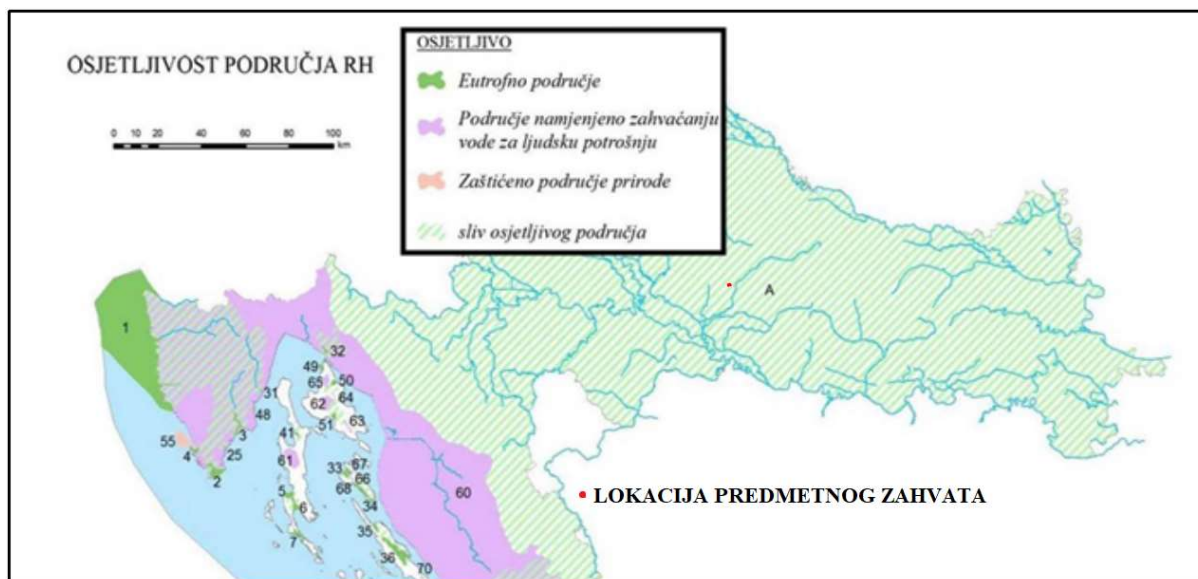 OSJETLJIVOST PODRUČJA RH
0 10 20 40 60 80 100
km
OSJETLJIVO
Eutrofno područje
Područje namjenjeno zahvaćanju
vode za ljudsku potrošnju
Zaštićeno područje prirode
sliv osjetljivog područja
A
1
32
49
65
50
31
62
64
48
51
63
3
55
41
4
25
61
67
33
2
66
5
68
60
6
34
35
7
36
70
LOKACIJA PREDMETNOG ZAHVATA